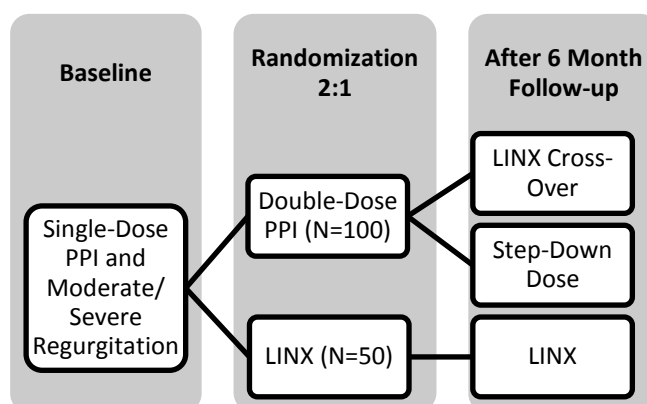 Baseline
Randomization
2:1
After 6 Month
Follow-up
Single-Dose
PPI and
Moderate/
Severe
Regurgitation
Double-Dose
PPI (N=100)
LINX (N=50)
LINX Cross-
Over
Step-Down
Dose
LINX